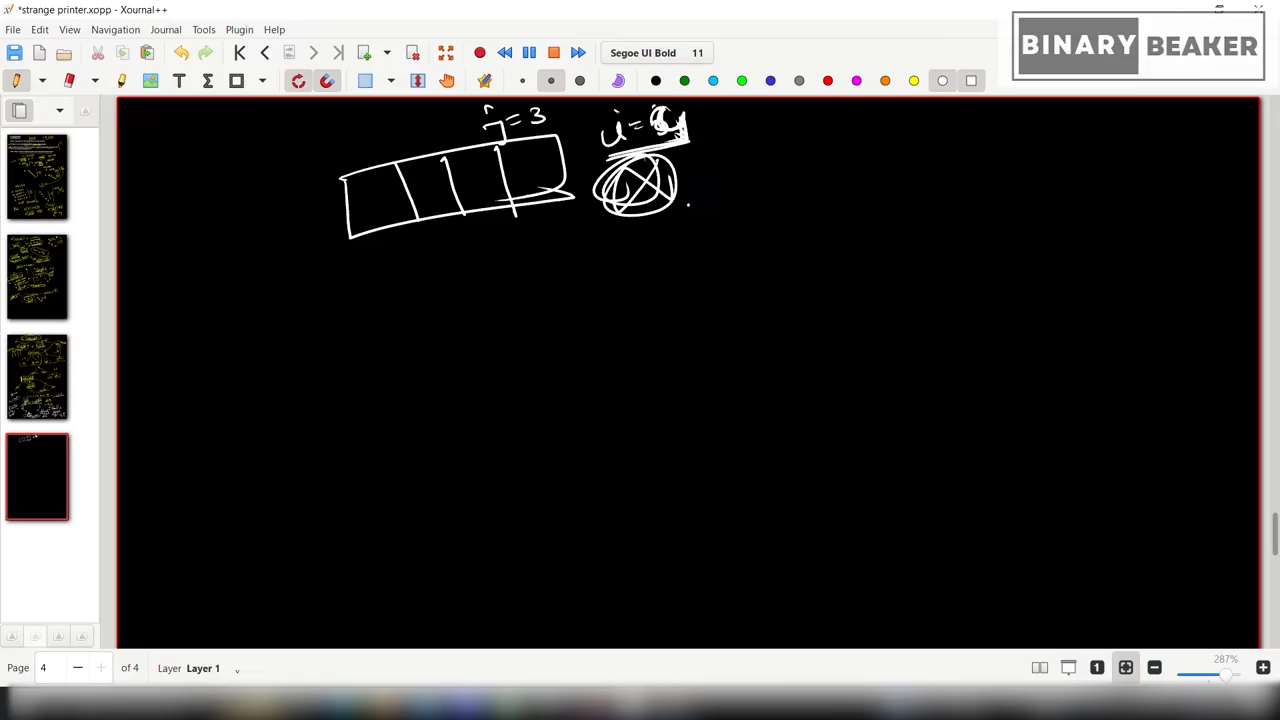 *strange printer.xopp - Xournal++
File Edit View Navigation Journal Tools Plugin Help
BINARY BEAKER
Segoe UI Bold 11
j = 3
i =
Page 4 of 4 Layer Layer 1
287%